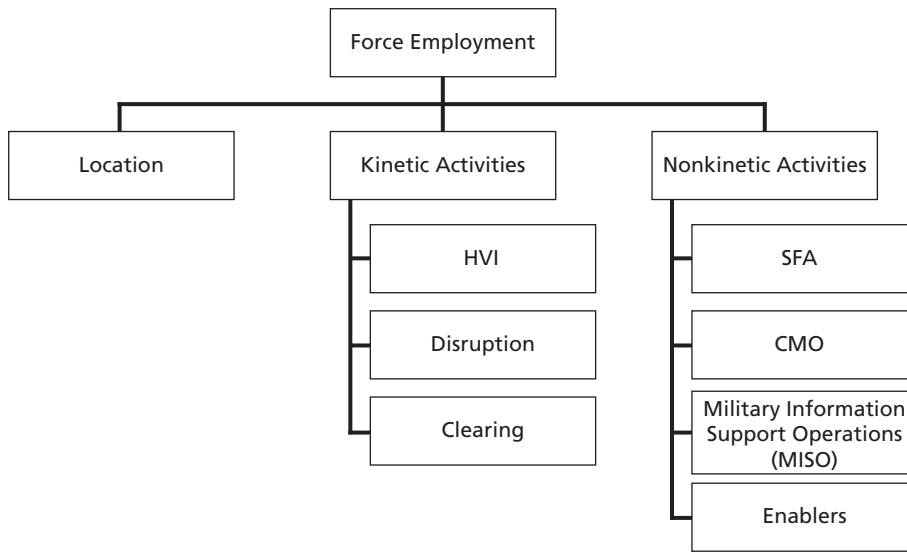 Force Employment
Location
Kinetic Activities
Nonkinetic Activities
HVI
SFA
Disruption
CMO
Clearing
Military Information
Support Operations
(MISO)
Enablers